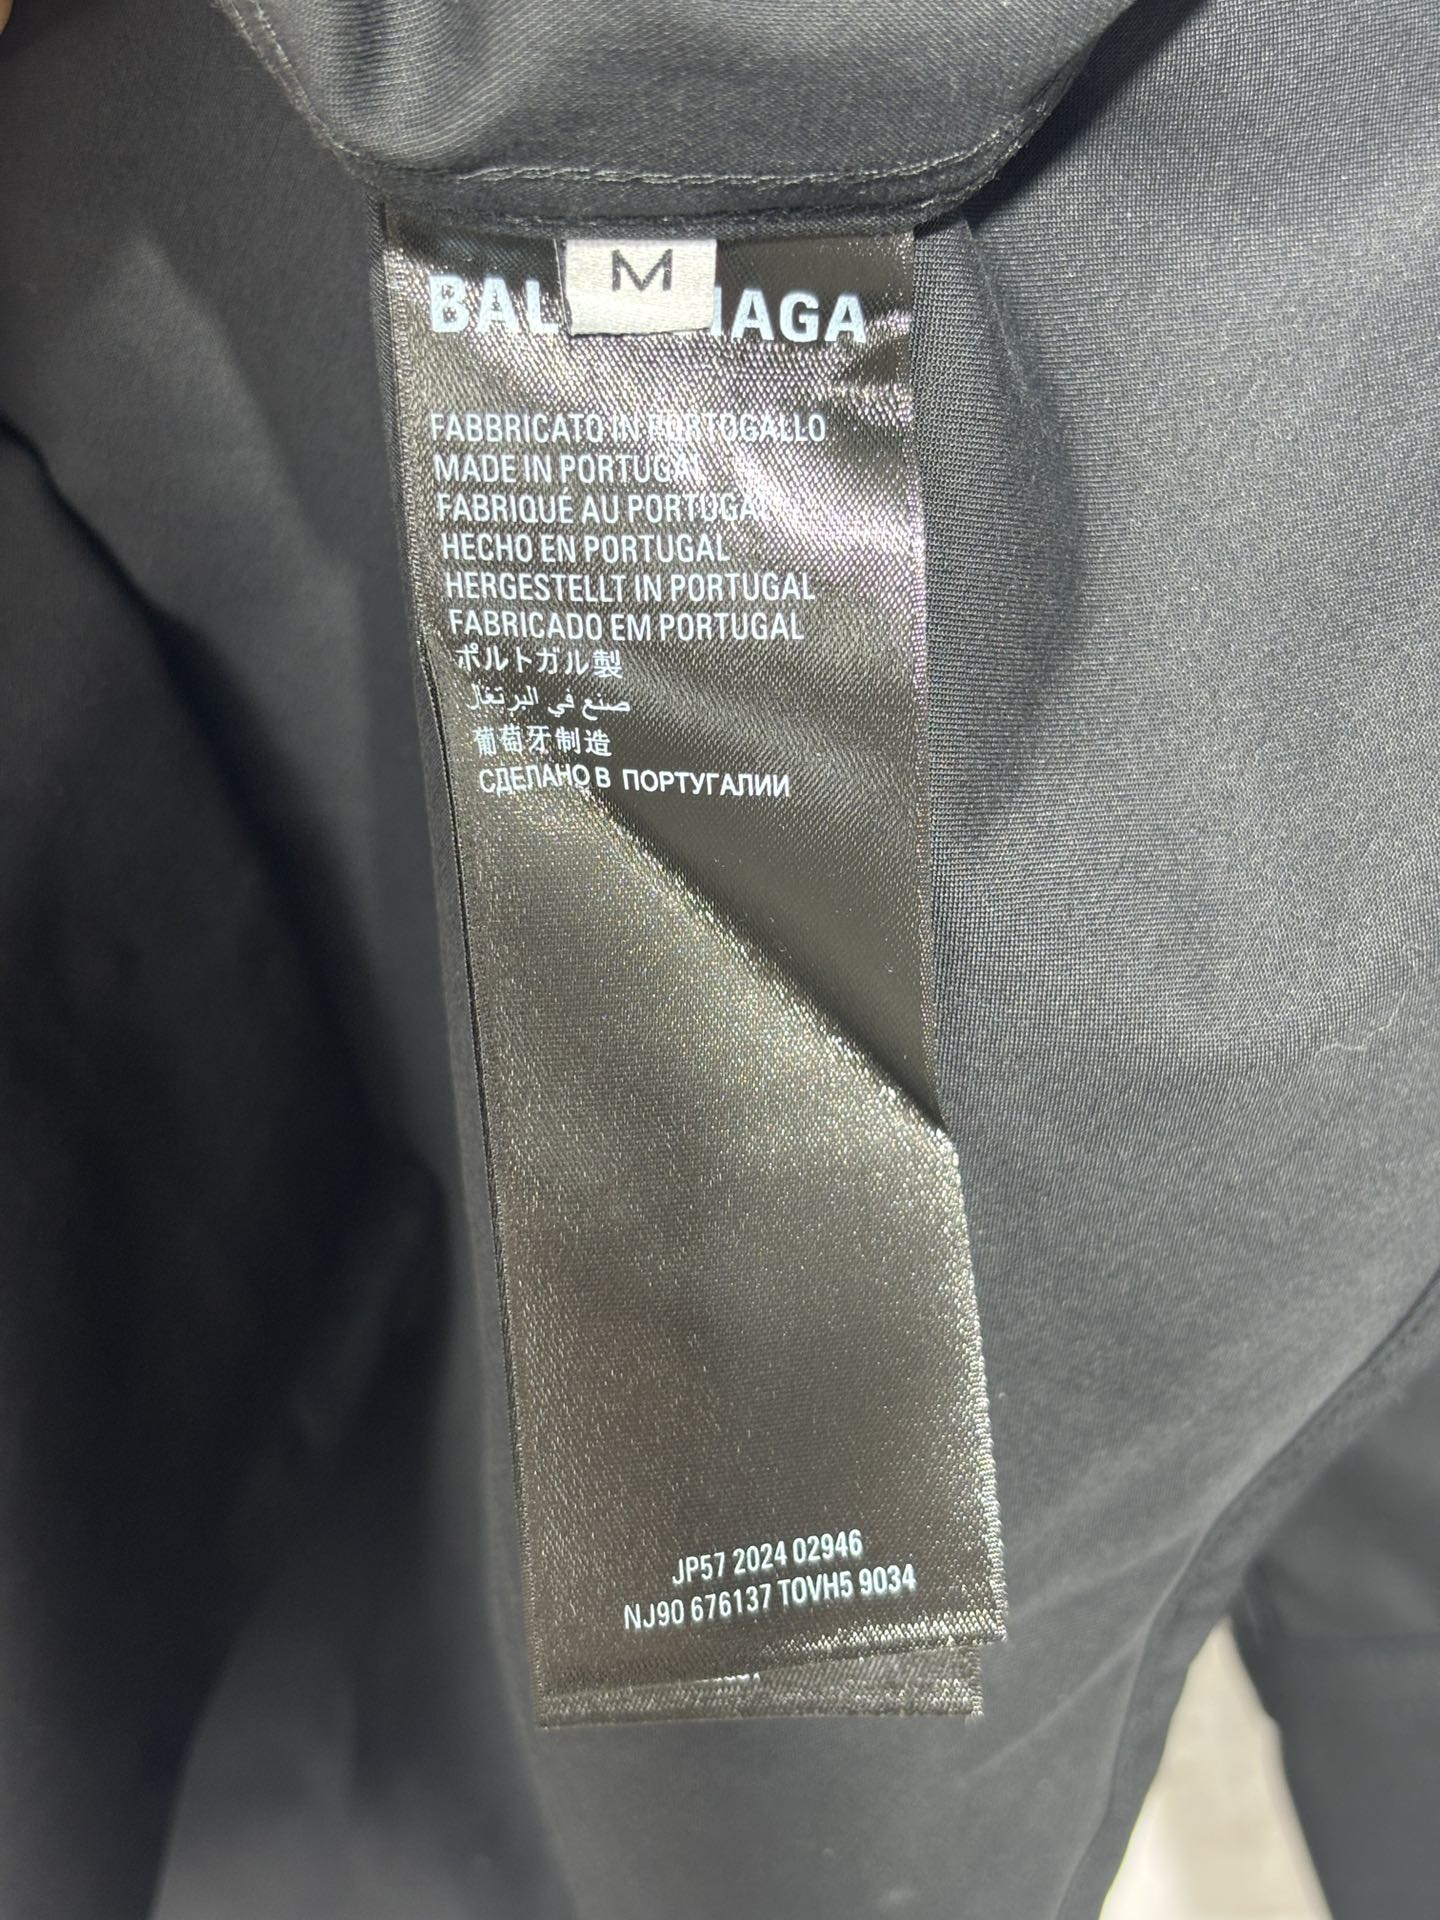 M
BAL NAGA
FABBRICATO IN PORTOGALLO
MADE IN PORTUGAL
FABRIQUÉ AU PORTUGAL
HECHO EN PORTUGAL
HERGESTELLT IN PORTUGAL
FABRICADO EM PORTUGAL
ポルトガル製
صنع في البرتغال
葡萄牙制造
СДЕЛАНО В ПОРТУГАЛИИ
JP57 2024 02946
NJ90 676137 TOVH5 9034